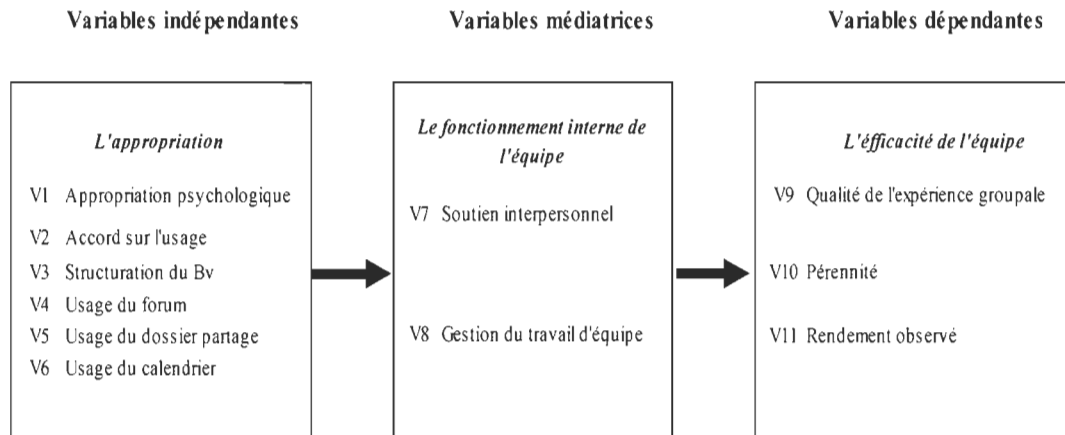 Variables indépendantes
Variables médiatrices
Variables dépendantes
L'appropriation
V1 Appropriation psychologique
V2 Accord sur l'usage
V3 Structuration du Bv
V4 Usage du forum
V5 Usage du dossier partage
V6 Usage du calendrier
Le fonctionnement interne de
l'équipe
V7 Soutien interpersonnel
V8 Gestion du travail d'équipe
L'éfficacité de l'équipe
V9 Qualité de l'expérience groupale
V10 Pérennité
V11 Rendement observé